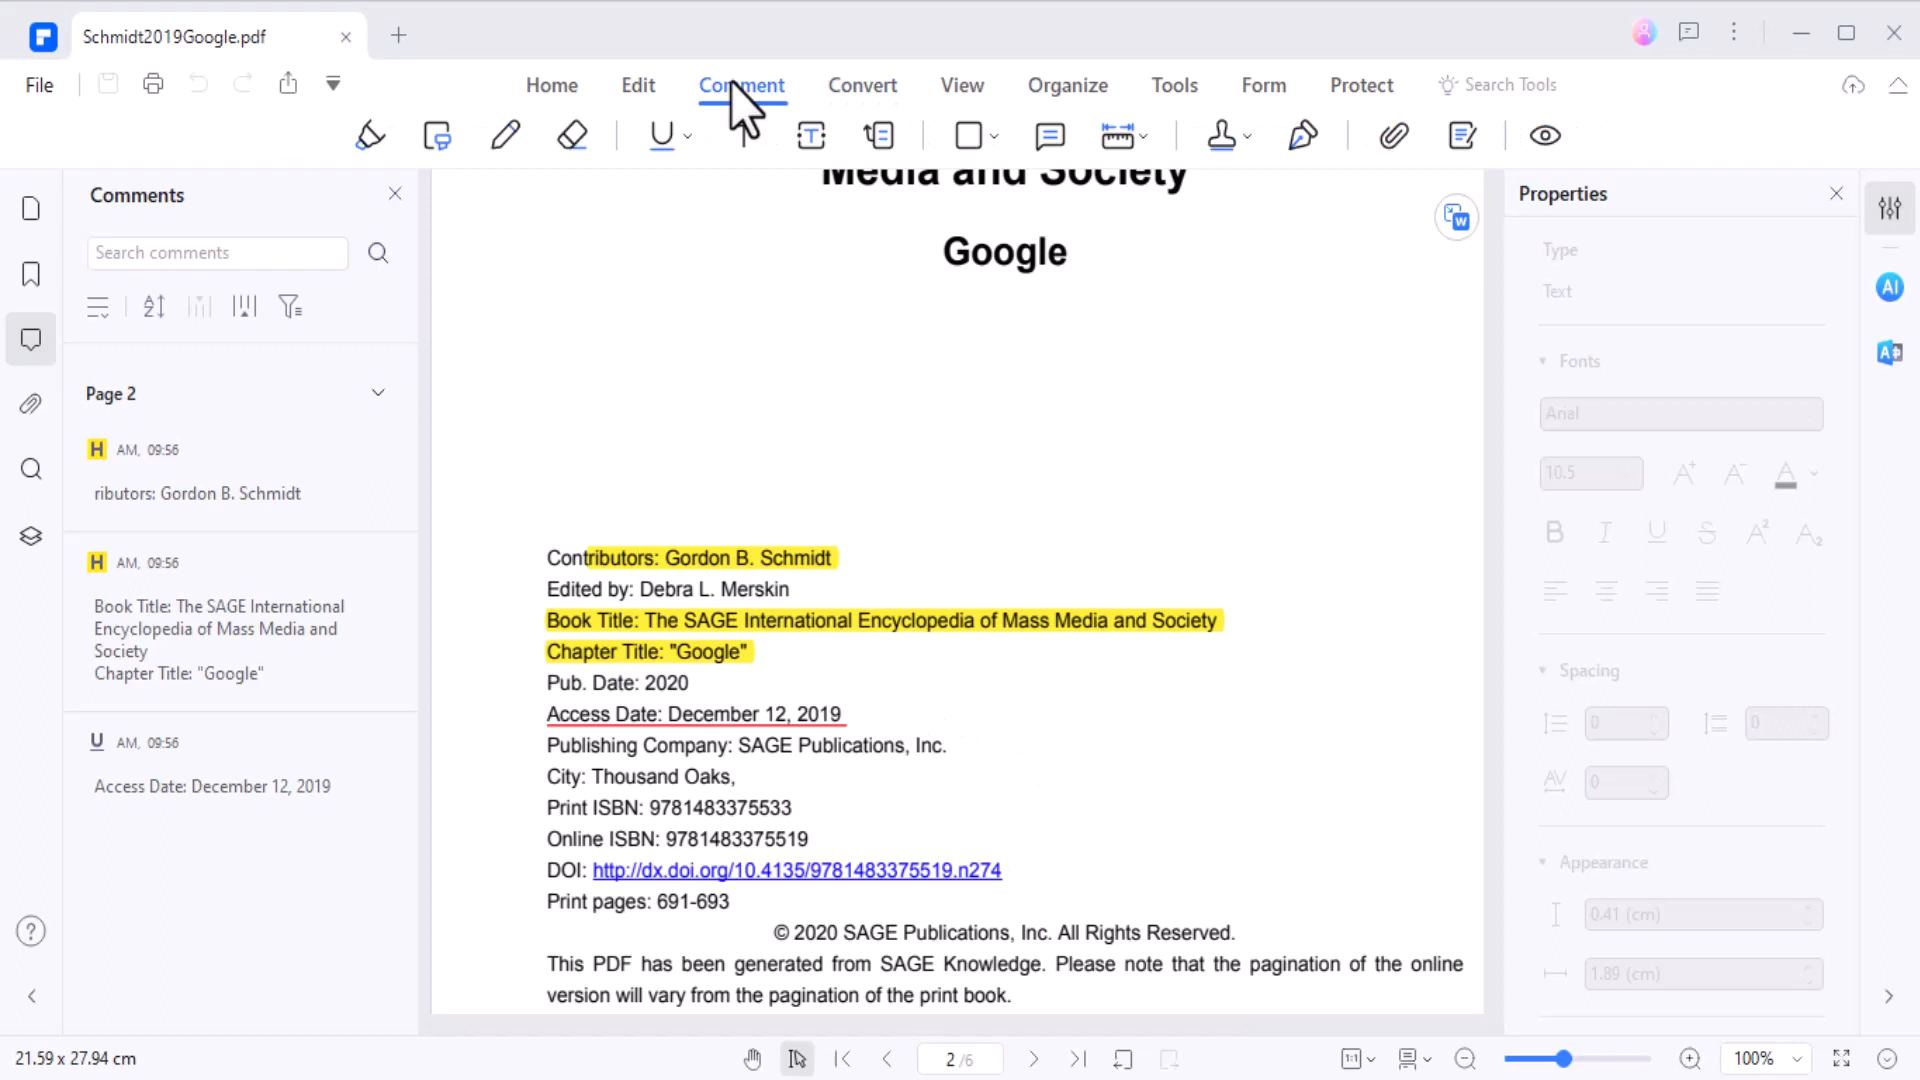 Schmidt2019Google.pdf
File
Home
Edit
Comment
Convert
View
Organize
Tools
Form
Protect
Search Tools
Comments
Search comments
Page 2
H AM, 09:56
ributors: Gordon B. Schmidt
H AM, 09:56
Book Title: The SAGE International
Encyclopedia of Mass Media and
Society
Chapter Title: "Google"
U AM, 09:56
Access Date: December 12, 2019
Media and Society
Google
Contributors: Gordon B. Schmidt
Edited by: Debra L. Merskin
Book Title: The SAGE International Encyclopedia of Mass Media and Society
Chapter Title: "Google"
Pub. Date: 2020
Access Date: December 12, 2019
Publishing Company: SAGE Publications, Inc.
City: Thousand Oaks,
Print ISBN: 9781483375533
Online ISBN: 9781483375519
DOI: http://dx.doi.org/10.4135/9781483375519.n274
Print pages: 691-693
© 2020 SAGE Publications, Inc. All Rights Reserved.
This PDF has been generated from SAGE Knowledge. Please note that the pagination of the online
version will vary from the pagination of the print book.
Properties
Type
Text
Fonts
Arial
10.5
Spacing
0
0
0
Appearance
0.41 (cm)
1.89 (cm)
AI
21.59 x 27.94 cm
2 /6
100%